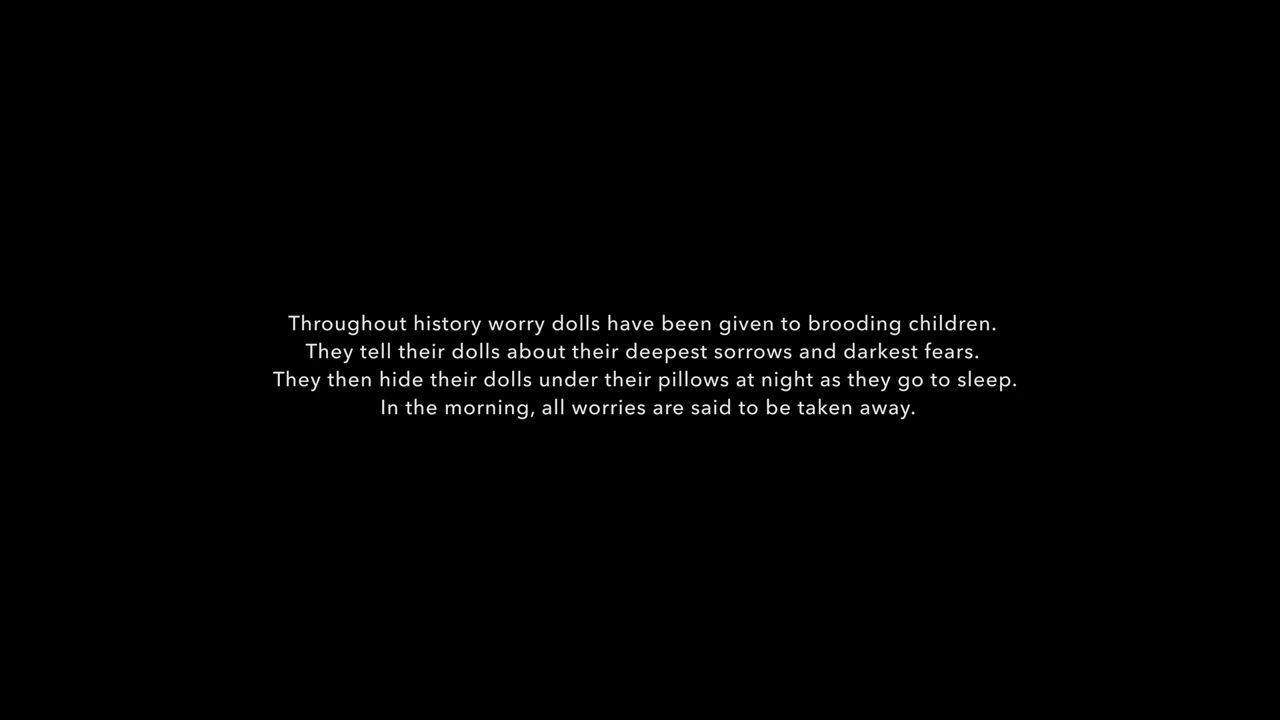 Throughout history worry dolls have been given to brooding children.
They tell their dolls about their deepest sorrows and darkest fears.
They then hide their dolls under their pillows at night as they go to sleep.
In the morning, all worries are said to be taken away.